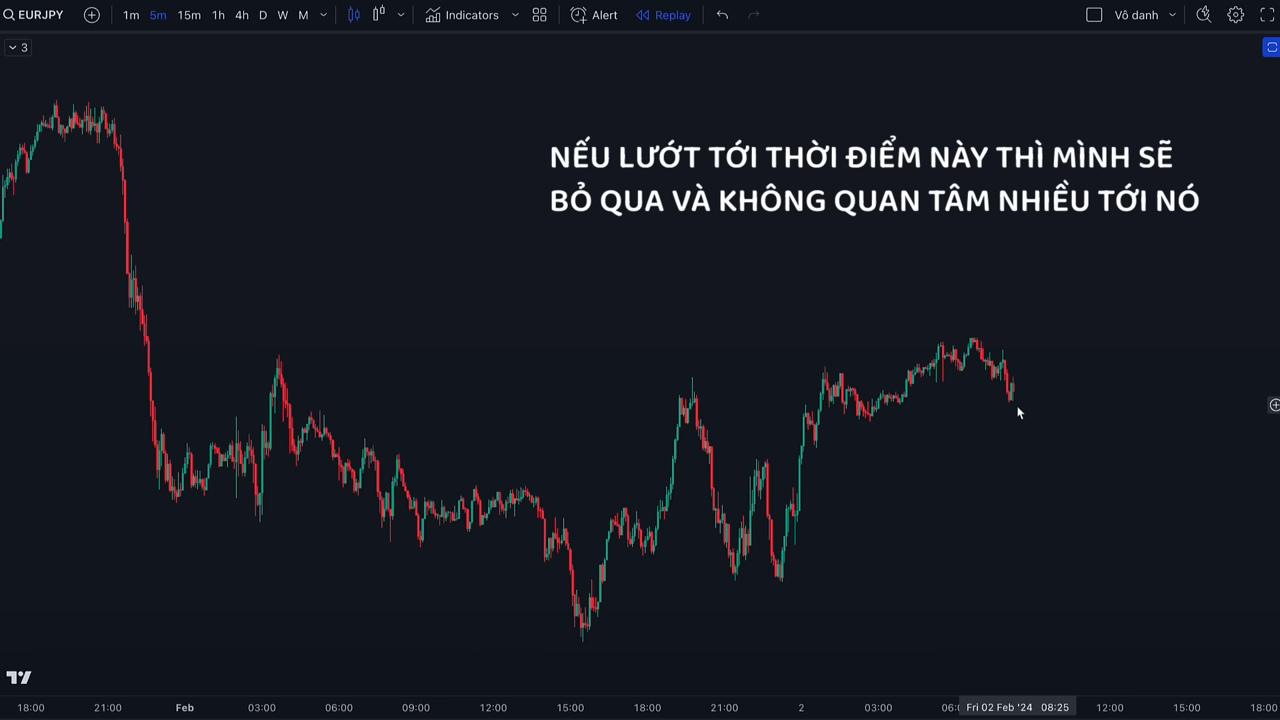 EURJPY 1m 5m 15m 1h 4h D W M Indicators Alert Replay Vô danh
3
NẾU LƯỚT TỚI THỜI ĐIỂM NÀY THÌ MÌNH SẼ
BỎ QUA VÀ KHÔNG QUAN TÂM NHIỀU TỚI NÓ
18:00 21:00 Feb 03:00 06:00 09:00 12:00 15:00 18:00 21:00 2 03:00 Fri 02 Feb '24 08:25 12:00 15:00 18:00